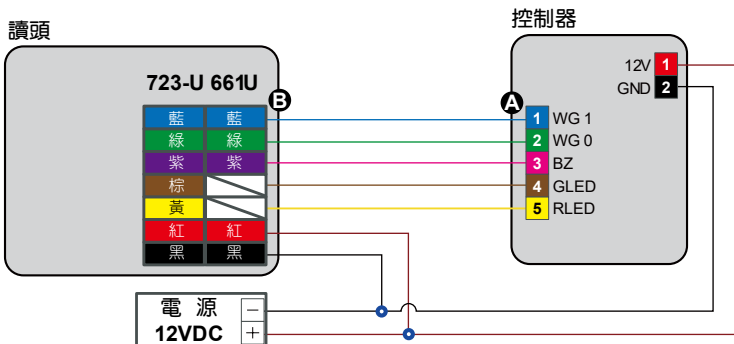 讀頭
控制器
723-U 661U
B
A
12V 1
GND 2
藍 藍 1 WG 1
綠 綠 2 WG 0
紫 紫 3 BZ
棕 4 GLED
黃 5 RLED
紅 紅
黑 黑
電 源 −
12VDC +